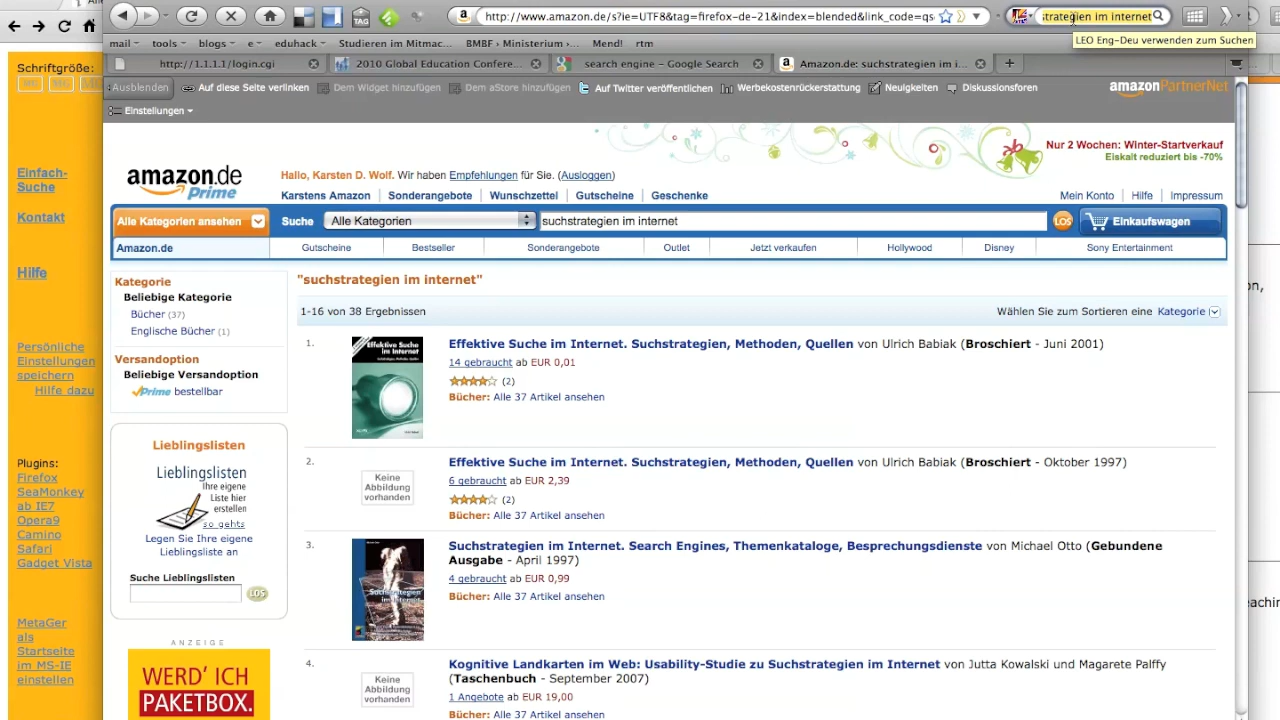 Schriftgröße:
Einfach-
Suche
Kontakt
Hilfe
Persönliche
Einstellungen
speichern
Hilfe dazu
Plugins:
Firefox
SeaMonkey
ab IE7
Opera9
Camino
Safari
Gadget Vista
MetaGer
als
Startseite
im MS-IE
einstellen
http://www.amazon.de/s?ie=UTF8&tag=firefox-de-21&index=blended&link_code=qs
strategien im internet
LEO Eng-Deu verwenden zum Suchen
mail tools blogs e eduhack Studieren im Mitmac... BMBF › Ministerium ›... Mend! rtm
http://1.1.1.1/login.cgi 2010 Global Education Confere... search engine – Google Search Amazon.de: suchstrategien im i...
Ausblenden Auf diese Seite verlinken Dem Widget hinzufügen Dem aStore hinzufügen Auf Twitter veröffentlichen Werbekostenrückerstattung Neuigkeiten Diskussionsforen amazonPartnerNet
Einstellungen
amazon.de
Prime
Nur 2 Wochen: Winter-Startverkauf
Eiskalt reduziert bis -70%
Hallo, Karsten D. Wolf. Wir haben Empfehlungen für Sie. (Ausloggen)
Karstens Amazon Sonderangebote Wunschzettel Gutscheine Geschenke Mein Konto Hilfe Impressum
Alle Kategorien ansehen Suche Alle Kategorien suchstrategien im internet LOS Einkaufswagen
Amazon.de Gutscheine Bestseller Sonderangebote Outlet Jetzt verkaufen Hollywood Disney Sony Entertainment
Kategorie
Beliebige Kategorie
Bücher (37)
Englische Bücher (1)
Versandoption
Beliebige Versandoption
Prime bestellbar
Lieblingslisten
Lieblingslisten
Ihre eigene
Liste hier
erstellen
so gehts
Legen Sie Ihre eigene
Lieblingsliste an
Suche Lieblingslisten
LOS
ANZEIGE
WERD' ICH
PAKETBOX.
"suchstrategien im internet"
1-16 von 38 Ergebnissen Wählen Sie zum Sortieren eine Kategorie
1. Effektive Suche im Internet. Suchstrategien, Methoden, Quellen von Ulrich Babiak (Broschiert - Juni 2001)
14 gebraucht ab EUR 0,01
(2)
Bücher: Alle 37 Artikel ansehen
Effektive Suche
im Internet
2. Effektive Suche im Internet. Suchstrategien, Methoden, Quellen von Ulrich Babiak (Broschiert - Oktober 1997)
Keine
Abbildung
vorhanden
6 gebraucht ab EUR 2,39
(2)
Bücher: Alle 37 Artikel ansehen
3. Suchstrategien im Internet. Search Engines, Themenkataloge, Besprechungsdienste von Michael Otto (Gebundene
Ausgabe - April 1997)
4 gebraucht ab EUR 0,99
Bücher: Alle 37 Artikel ansehen
Suchstrategien
im Internet
4. Kognitive Landkarten im Web: Usability-Studie zu Suchstrategien im Internet von Jutta Kowalski und Magarete Palffy
(Taschenbuch - September 2007)
Keine
Abbildung
vorhanden
1 Angebote ab EUR 19,00
Bücher: Alle 37 Artikel ansehen